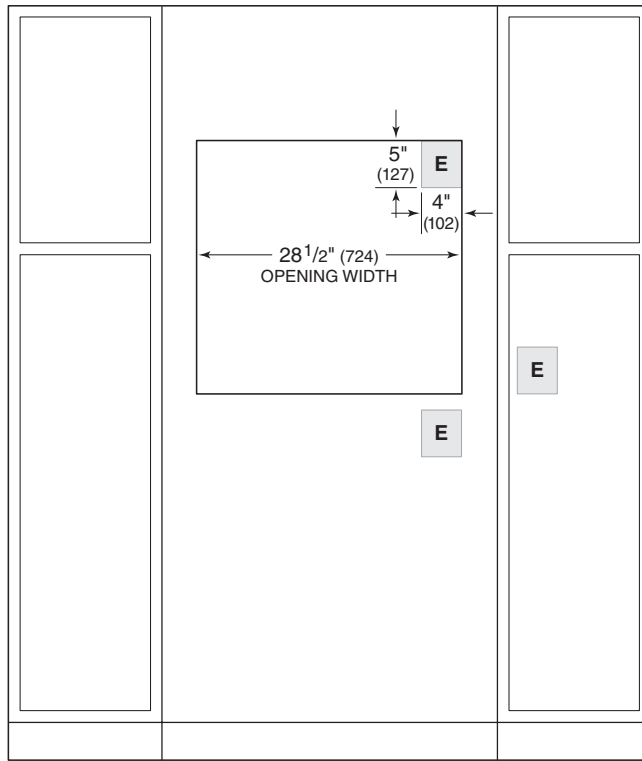 5"
(127)
E
4"
(102)
28 1/2" (724)
OPENING WIDTH
E
E